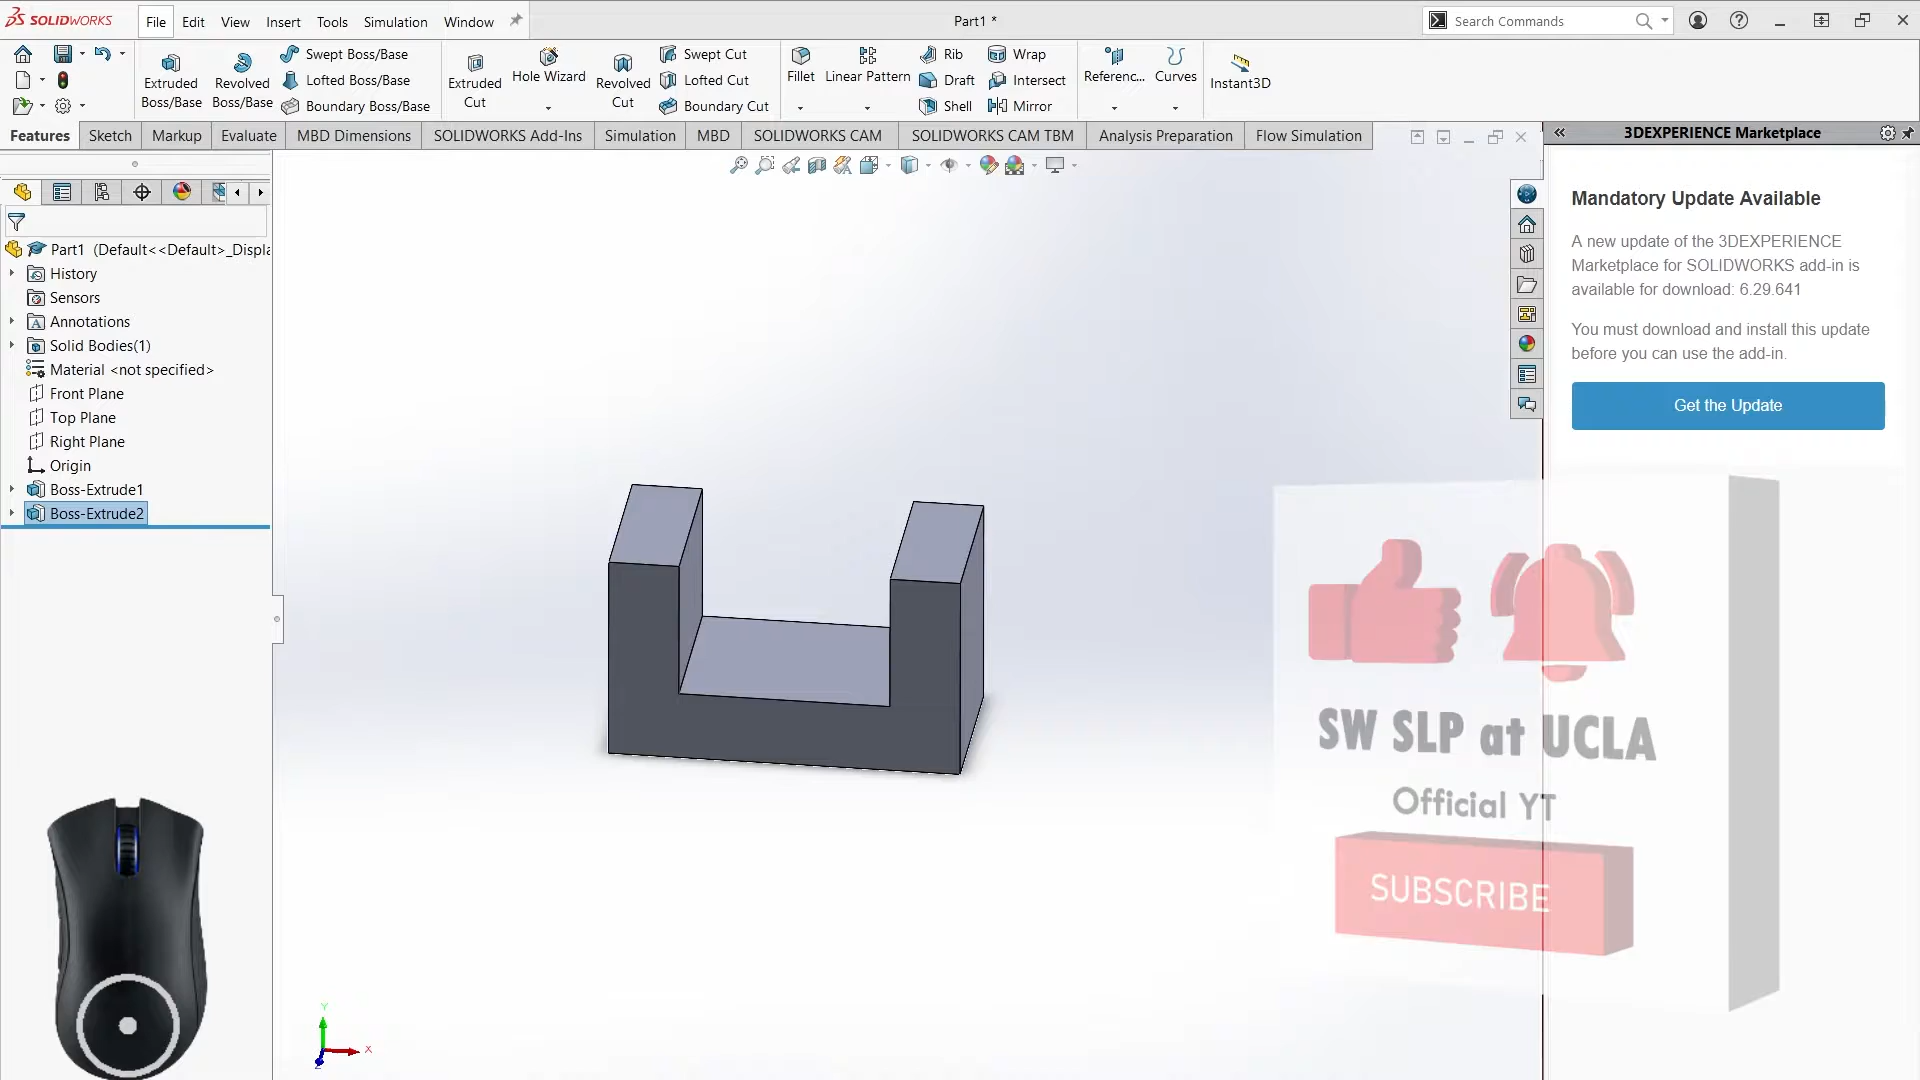 SOLIDWORKS
File Edit View Insert Tools Simulation Window
Part1 *
Search Commands
Extruded Boss/Base
Revolved Boss/Base
Swept Boss/Base
Lofted Boss/Base
Boundary Boss/Base
Extruded Cut
Hole Wizard
Revolved Cut
Swept Cut
Lofted Cut
Boundary Cut
Fillet
Linear Pattern
Rib
Draft
Shell
Wrap
Intersect
Mirror
Referenc...
Curves
Instant3D
Features Sketch Markup Evaluate MBD Dimensions SOLIDWORKS Add-Ins Simulation MBD SOLIDWORKS CAM SOLIDWORKS CAM TBM Analysis Preparation Flow Simulation
3DEXPERIENCE Marketplace
Part1 (Default<<Default>_Displa
History
Sensors
Annotations
Solid Bodies(1)
Material <not specified>
Front Plane
Top Plane
Right Plane
Origin
Boss-Extrude1
Boss-Extrude2
Mandatory Update Available
A new update of the 3DEXPERIENCE
Marketplace for SOLIDWORKS add-in is
available for download: 6.29.641
You must download and install this update
before you can use the add-in.
Get the Update
SW SLP at UCLA
Official YT
SUBSCRIBE
Y
X
Z